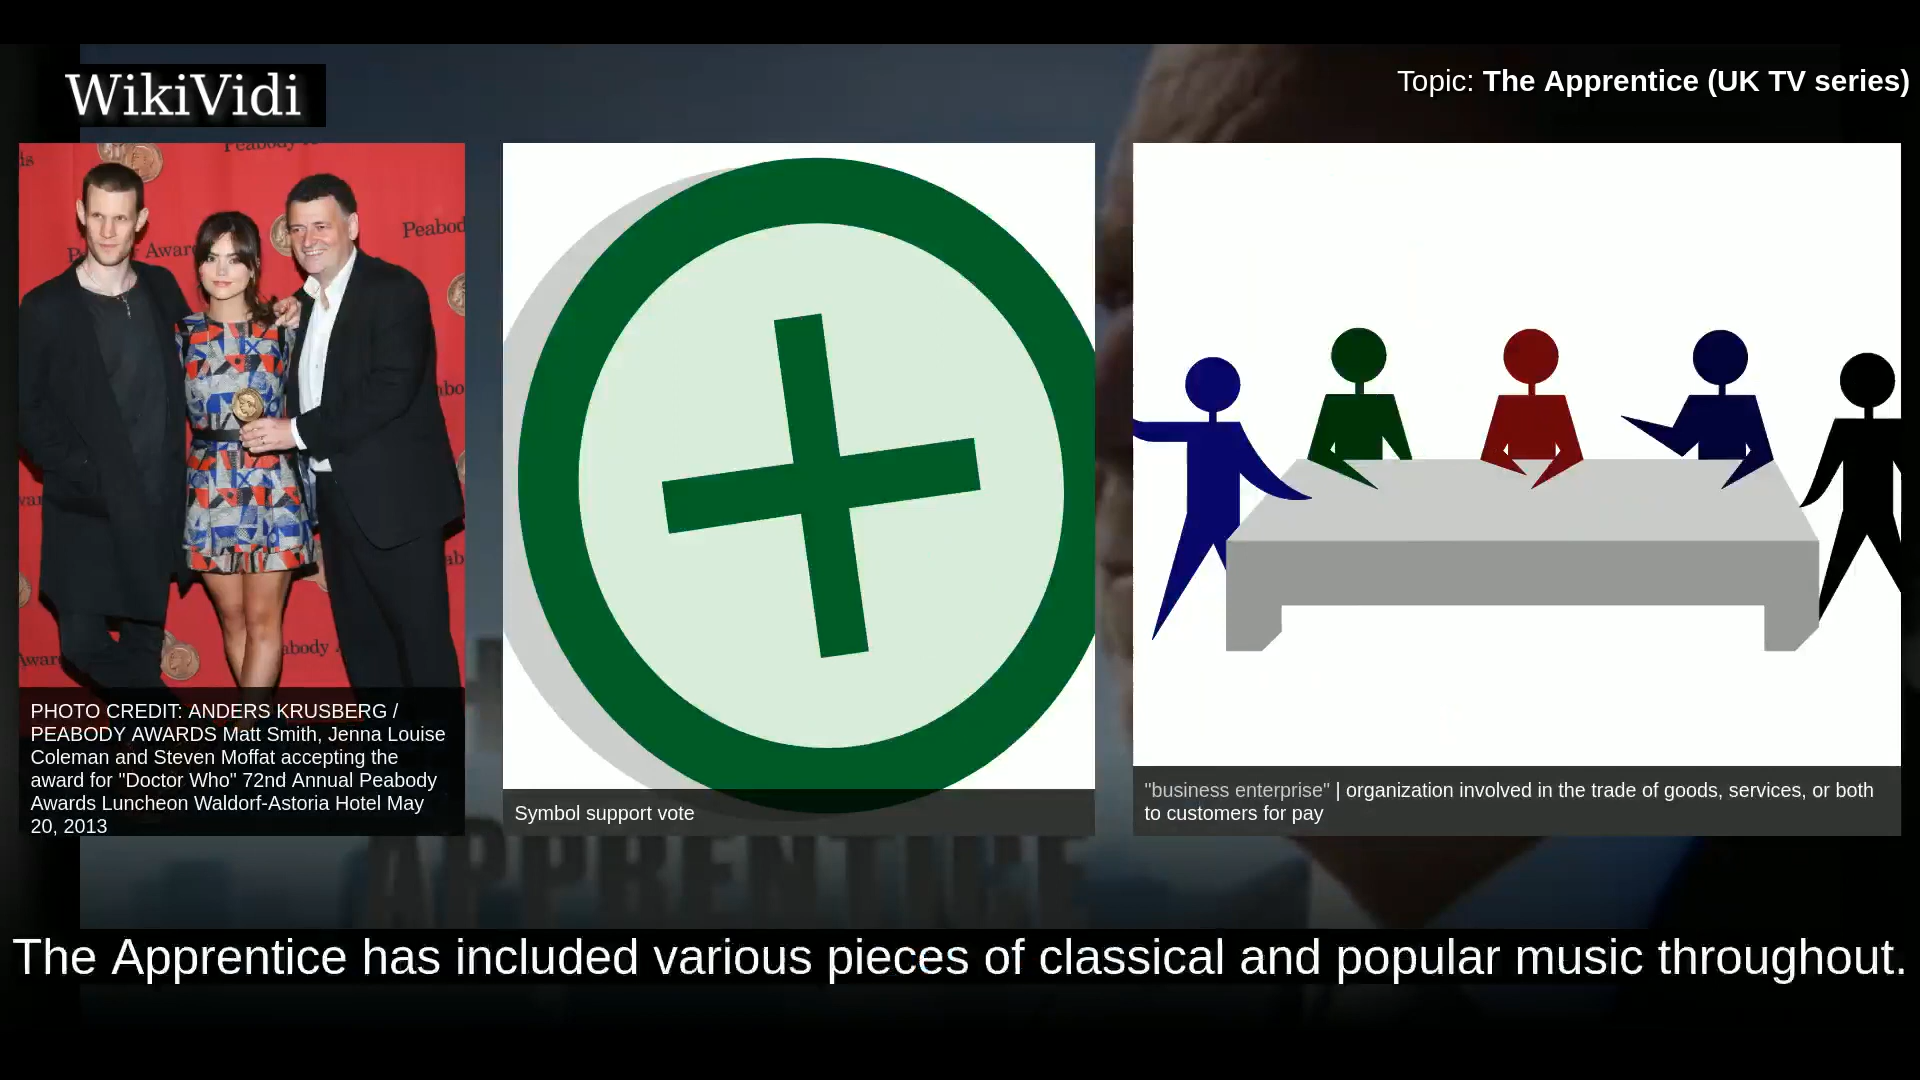 WikiVidi
Topic: The Apprentice (UK TV series)
Peabody
Peabody
PHOTO CREDIT: ANDERS KRUSBERG /
PEABODY AWARDS Matt Smith, Jenna Louise
Coleman and Steven Moffat accepting the
award for "Doctor Who" 72nd Annual Peabody
Awards Luncheon Waldorf-Astoria Hotel May
20, 2013
Symbol support vote
"business enterprise" | organization involved in the trade of goods, services, or both
to customers for pay
APPRENTICE
The Apprentice has included various pieces of classical and popular music throughout.